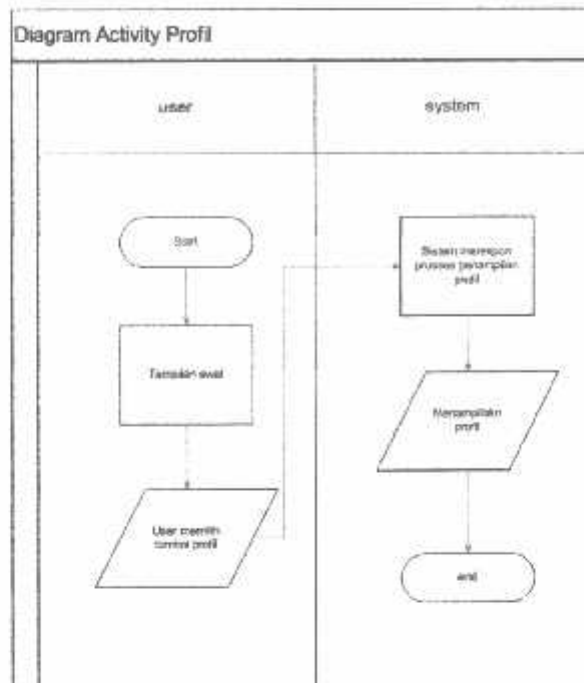 Diagram Activity Profil
user
system
Start
Tampilan awal
User memilih
tombol profil
Sistem merespon
prosess penampilan
profil
Menampilkan
profil
end